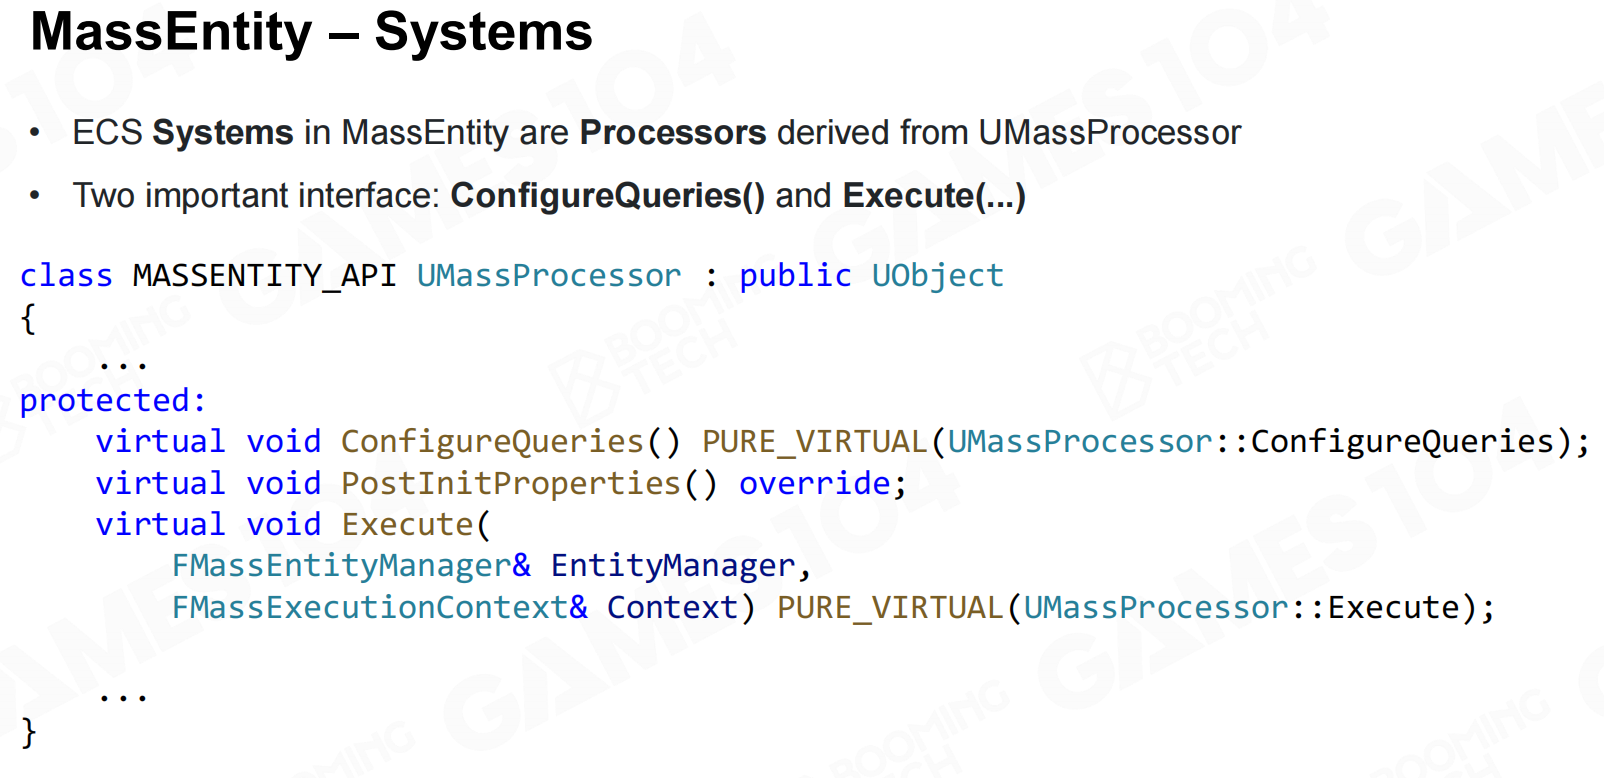 MassEntity – Systems
• ECS Systems in MassEntity are Processors derived from UMassProcessor
• Two important interface: ConfigureQueries() and Execute(...)
class MASSENTITY_API UMassProcessor : public UObject
{
...
protected:
virtual void ConfigureQueries() PURE_VIRTUAL(UMassProcessor::ConfigureQueries);
virtual void PostInitProperties() override;
virtual void Execute(
FMassEntityManager& EntityManager,
FMassExecutionContext& Context) PURE_VIRTUAL(UMassProcessor::Execute);
...
}
GAMES104
BOOMING TECH